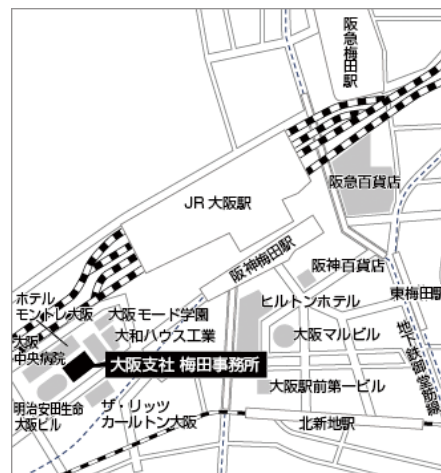 阪急梅田駅
阪急百貨店
JR 大阪駅
阪神梅田駅
阪神百貨店
東梅田駅
ホテル
モントレ大阪
大阪モード学園
ヒルトンホテル
大阪
中央病院
大和ハウス工業
大阪マルビル
地下鉄御堂筋線
大阪支社 梅田事務所
大阪駅前第一ビル
明治安田生命
大阪ビル
ザ・リッツ
カールトン大阪
北新地駅